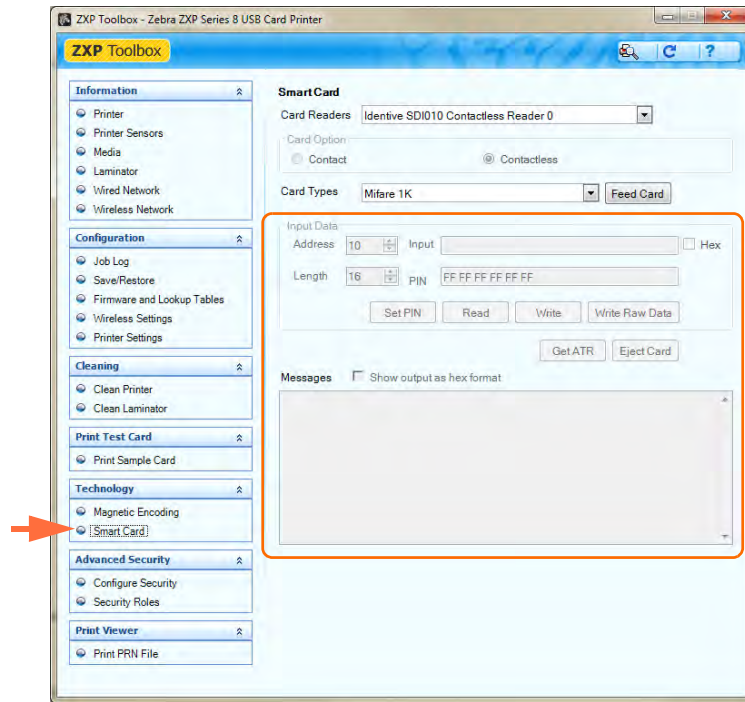 ZXP Toolbox - Zebra ZXP Series 8 USB Card Printer
ZXP Toolbox
?
Information
Printer
Printer Sensors
Media
Laminator
Wired Network
Wireless Network
Configuration
Job Log
Save/Restore
Firmware and Lookup Tables
Wireless Settings
Printer Settings
Cleaning
Clean Printer
Clean Laminator
Print Test Card
Print Sample Card
Technology
Magnetic Encoding
Smart Card
Advanced Security
Configure Security
Security Roles
Print Viewer
Print PRN File
Smart Card
Card Readers Identive SDI010 Contactless Reader 0
Card Option
Contact Contactless
Card Types Mifare 1K Feed Card
Input Data
Address 10 Input Hex
Length 16 PIN FF FF FF FF FF FF
Set PIN Read Write Write Raw Data
Get ATR Eject Card
Messages Show output as hex format